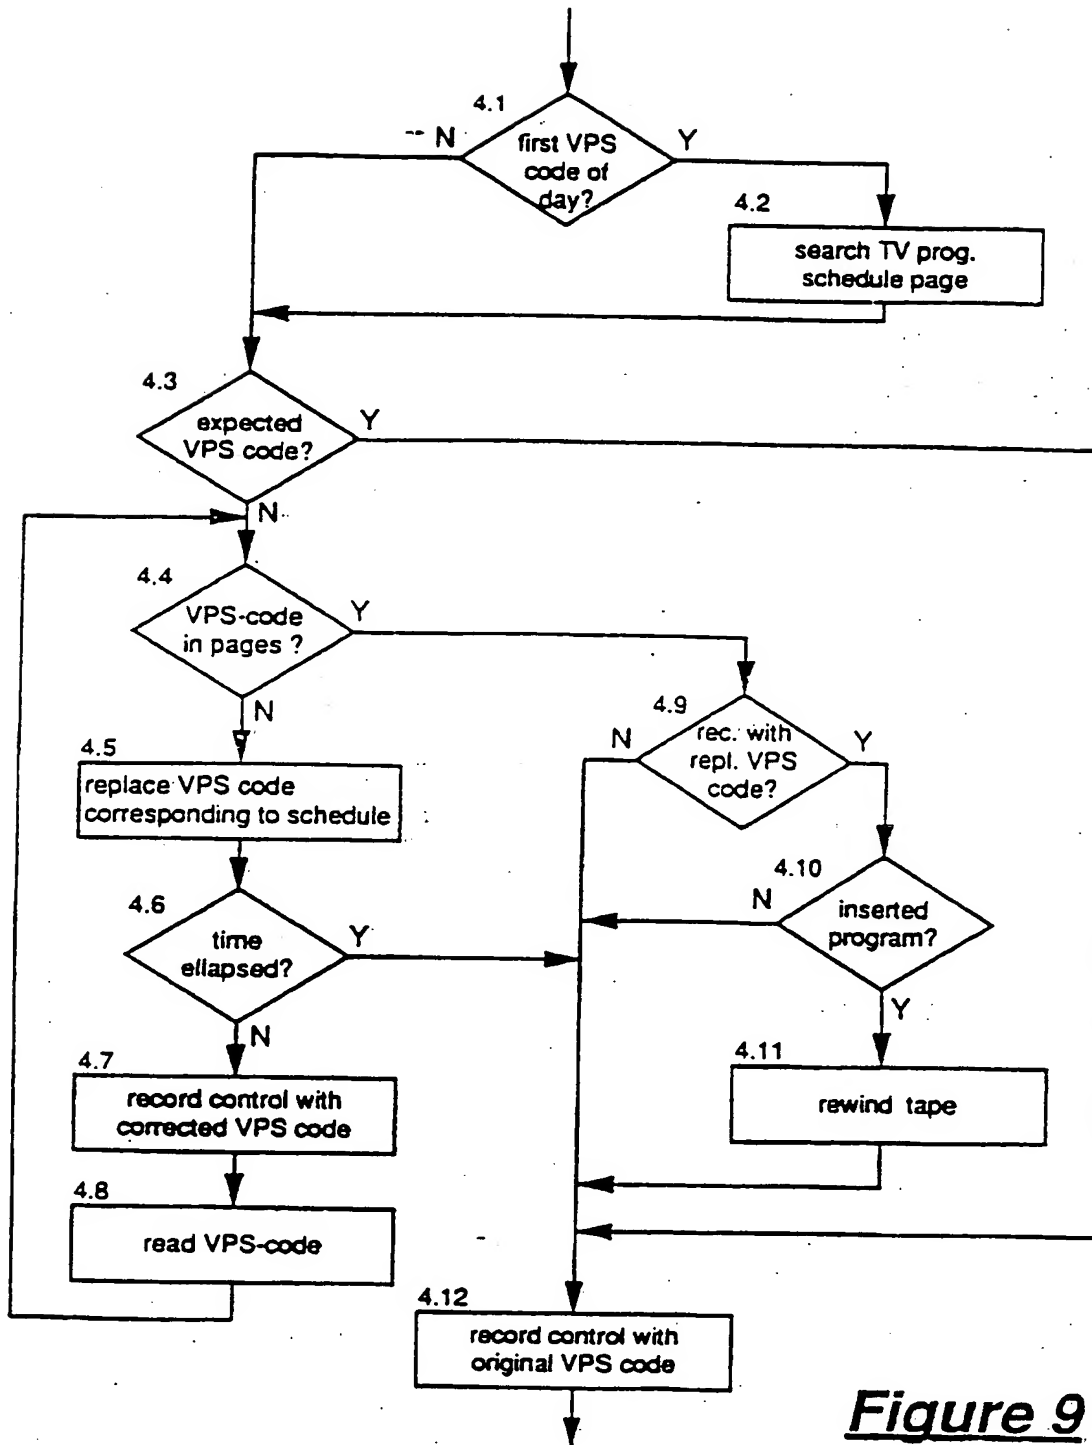 4.1
N
first VPS
code of
day?
Y
4.2
search TV prog.
schedule page
4.3
expected
VPS code?
Y
N
4.4
VPS-code
in pages ?
Y
N
4.5
replace VPS code
corresponding to schedule
4.6
time
ellapsed?
Y
N
4.7
record control with
corrected VPS code
4.8
read VPS-code
4.9
rec. with
repl. VPS
code?
N
Y
4.10
inserted
program?
N
Y
4.11
rewind tape
4.12
record control with
original VPS code
Figure 9